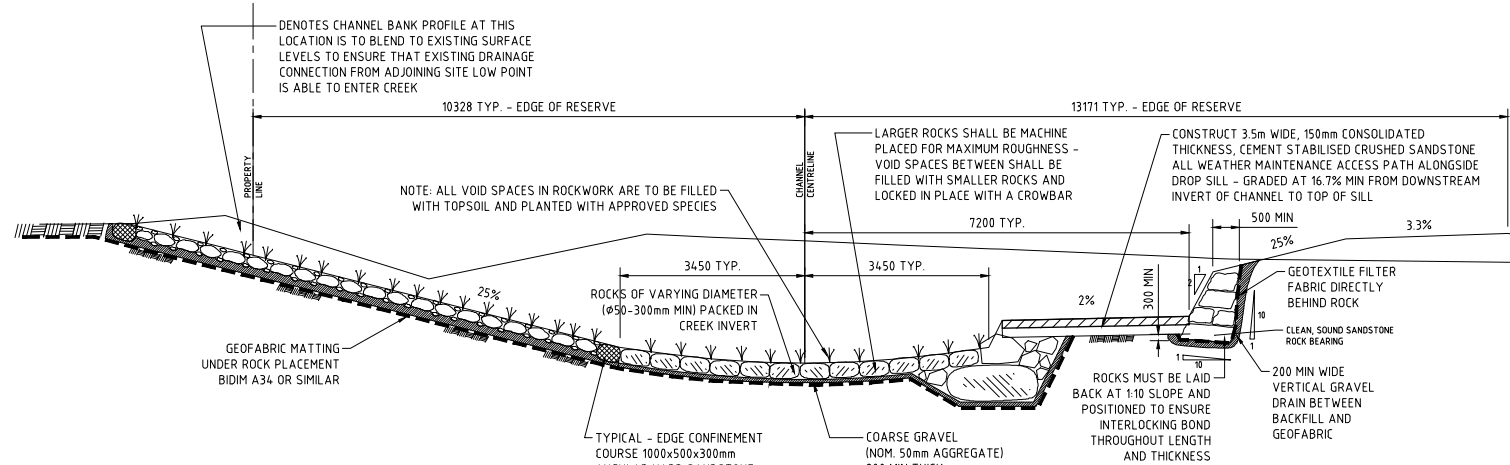 DENOTES CHANNEL BANK PROFILE AT THIS
LOCATION IS TO BLEND TO EXISTING SURFACE
LEVELS TO ENSURE THAT EXISTING DRAINAGE
CONNECTION FROM ADJOINING SITE LOW POINT
IS ABLE TO ENTER CREEK
10328 TYP. - EDGE OF RESERVE
13171 TYP. - EDGE OF RESERVE
PROPERTY
LINE
CHANNEL
CENTRELINE
LARGER ROCKS SHALL BE MACHINE
PLACED FOR MAXIMUM ROUGHNESS -
VOID SPACES BETWEEN SHALL BE
FILLED WITH SMALLER ROCKS AND
LOCKED IN PLACE WITH A CROWBAR
CONSTRUCT 3.5m WIDE, 150mm CONSOLIDATED
THICKNESS, CEMENT STABILISED CRUSHED SANDSTONE
ALL WEATHER MAINTENANCE ACCESS PATH ALONGSIDE
DROP SILL - GRADED AT 16.7% MIN FROM DOWNSTREAM
INVERT OF CHANNEL TO TOP OF SILL
NOTE: ALL VOID SPACES IN ROCKWORK ARE TO BE FILLED
WITH TOPSOIL AND PLANTED WITH APPROVED SPECIES
7200 TYP.
500 MIN
3.3%
25%
3450 TYP.
3450 TYP.
25%
ROCKS OF VARYING DIAMETER
(Ø50-300mm MIN) PACKED IN
CREEK INVERT
2%
300 MIN
1
2
GEOTEXTILE FILTER
FABRIC DIRECTLY
BEHIND ROCK
10
1
CLEAN, SOUND SANDSTONE
ROCK BEARING
1
10
GEOFABRIC MATTING
UNDER ROCK PLACEMENT
BIDIM A34 OR SIMILAR
ROCKS MUST BE LAID
BACK AT 1:10 SLOPE AND
POSITIONED TO ENSURE
INTERLOCKING BOND
THROUGHOUT LENGTH
AND THICKNESS
200 MIN WIDE
VERTICAL GRAVEL
DRAIN BETWEEN
BACKFILL AND
GEOFABRIC
TYPICAL - EDGE CONFINEMENT
COURSE 1000x500x300mm
COARSE GRAVEL
(NOM. 50mm AGGREGATE)